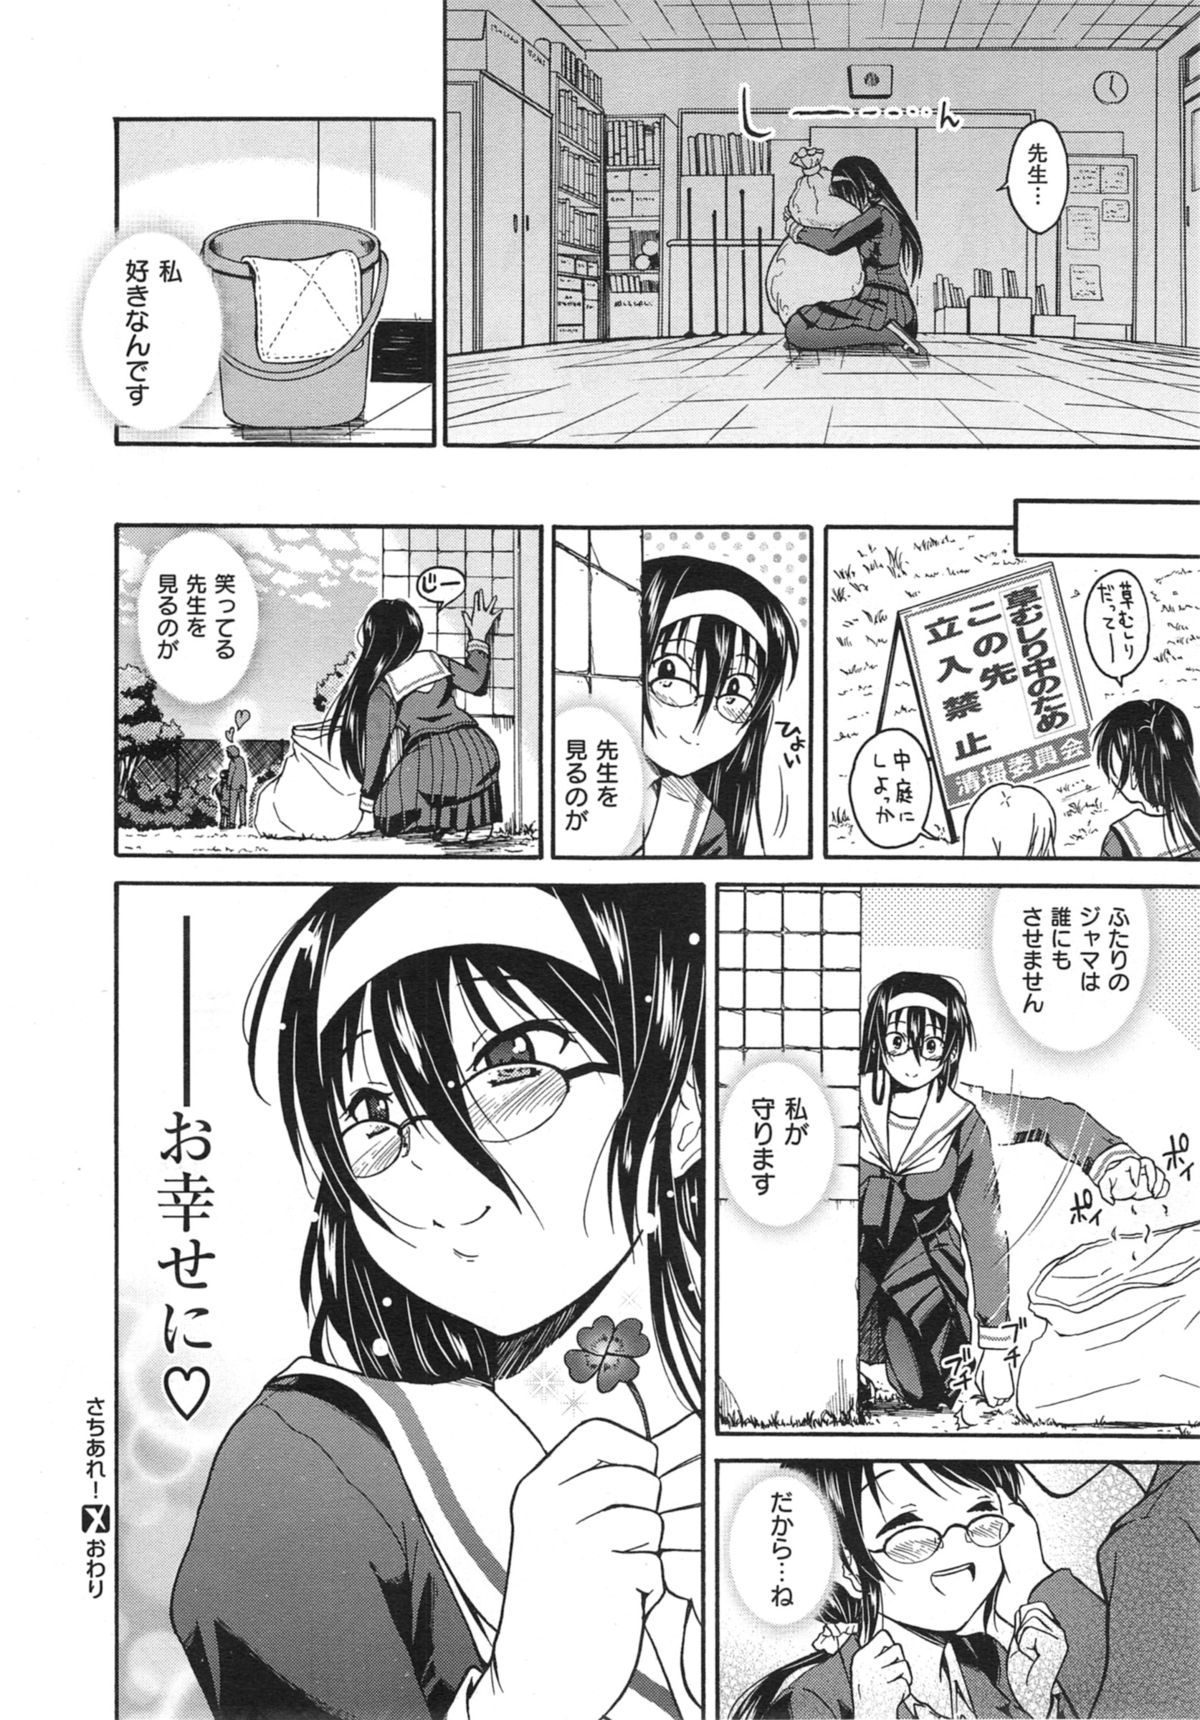 しーーん
先生…
私
好きなんです
草むしり
だってー
草むしり中のため
この先
立入禁止
清掃委員会
中庭に
しよっか
ひょい
先生を
見るのが
じー
笑ってる
先生を
見るのが
ふたりの
ジャマは
誰にも
させません
私が
守ります
ポイ
ポイ
ブチ
ブチ
だから…ね
――お幸せに♡
さちあれ！
おわり